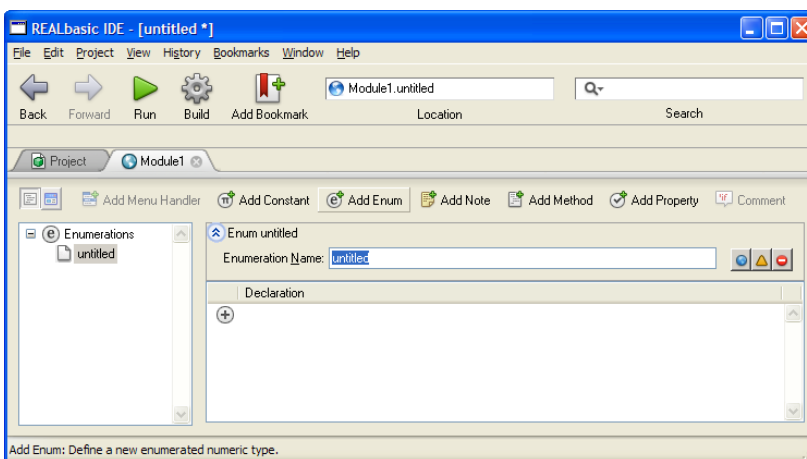 REALbasic IDE - [untitled *]
File Edit Project View History Bookmarks Window Help
Module1.untitled
Back Forward Run Build Add Bookmark Location Search
Project Module1
Add Menu Handler Add Constant Add Enum Add Note Add Method Add Property Comment
Enumerations
untitled
Enum untitled
Enumeration Name: untitled
Declaration
Add Enum: Define a new enumerated numeric type.